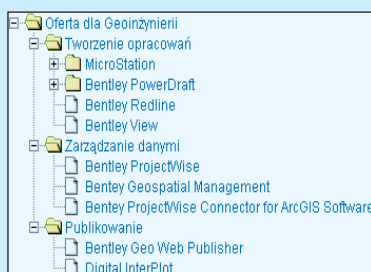 Oferta dla Geoinżynierii
Tworzenie opracowań
MicroStation
Bentley PowerDraft
Bentley Redline
Bentley View
Zarządzanie danymi
Bentley ProjectWise
Bentey Geospatial Management
Bentey ProjectWise Connector for ArcGIS Software
Publikowanie
Bentley Geo Web Publisher
Digital InterPlot